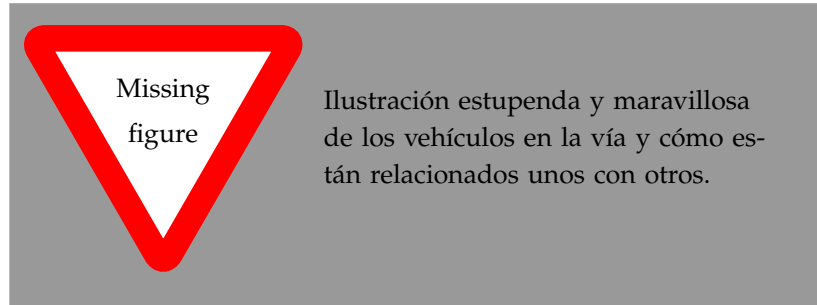 Missing
figure
Ilustración estupenda y maravillosa
de los vehículos en la vía y cómo es-
tán relacionados unos con otros.